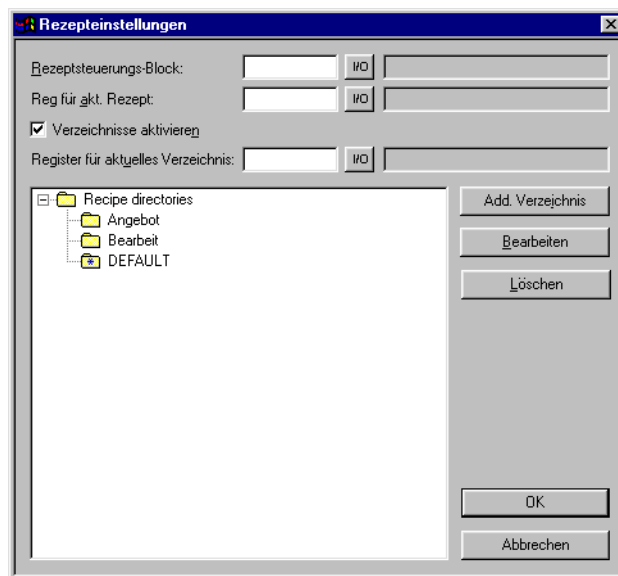 Rezepteinstellungen
Rezeptsteuerungs-Block: I/O
Reg für akt. Rezept: I/O
Verzeichnisse aktivieren
Register für aktuelles Verzeichnis: I/O
Recipe directories
Angebot
Bearbeit
DEFAULT
Add. Verzeichnis
Bearbeiten
Löschen
OK
Abbrechen